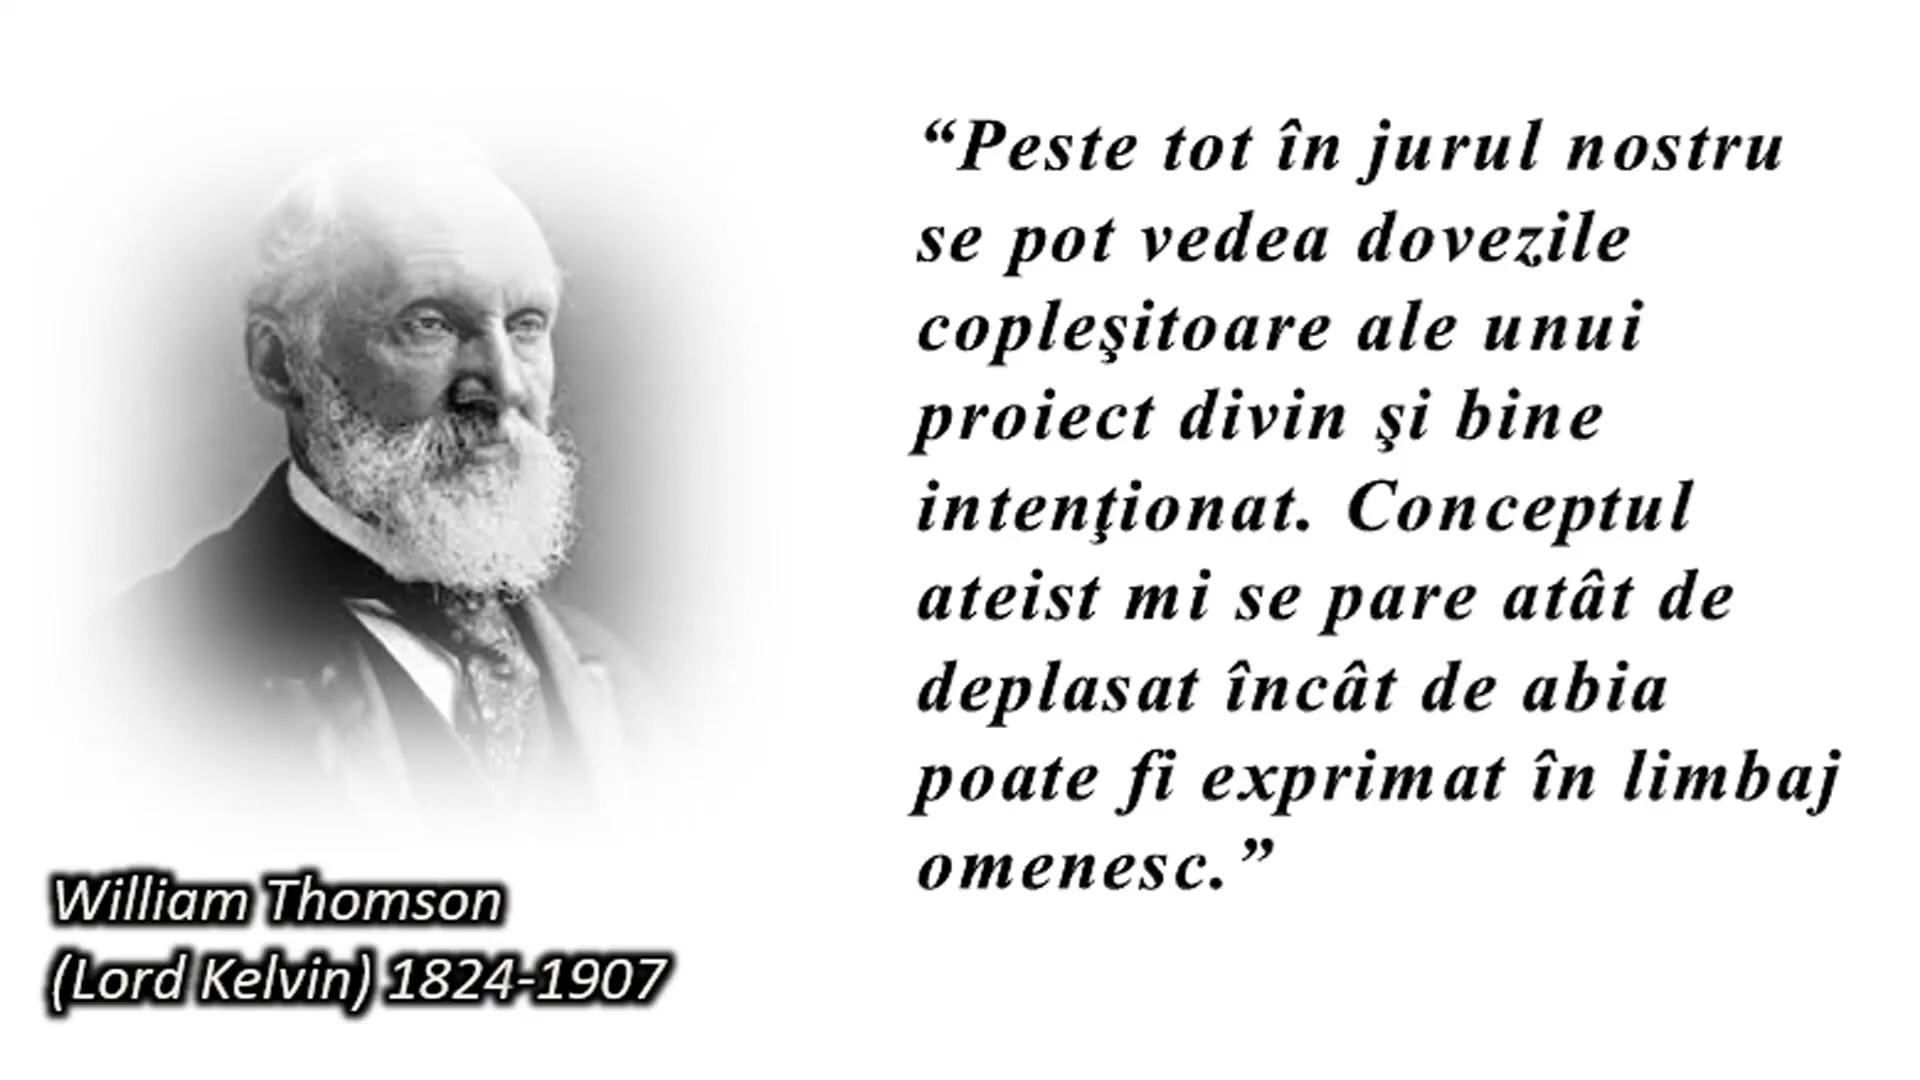 “Peste tot în jurul nostru
se pot vedea dovezile
copleşitoare ale unui
proiect divin şi bine
intenţionat. Conceptul
ateist mi se pare atât de
deplasat încât de abia
poate fi exprimat în limbaj
omenesc.”
William Thomson
(Lord Kelvin) 1824-1907